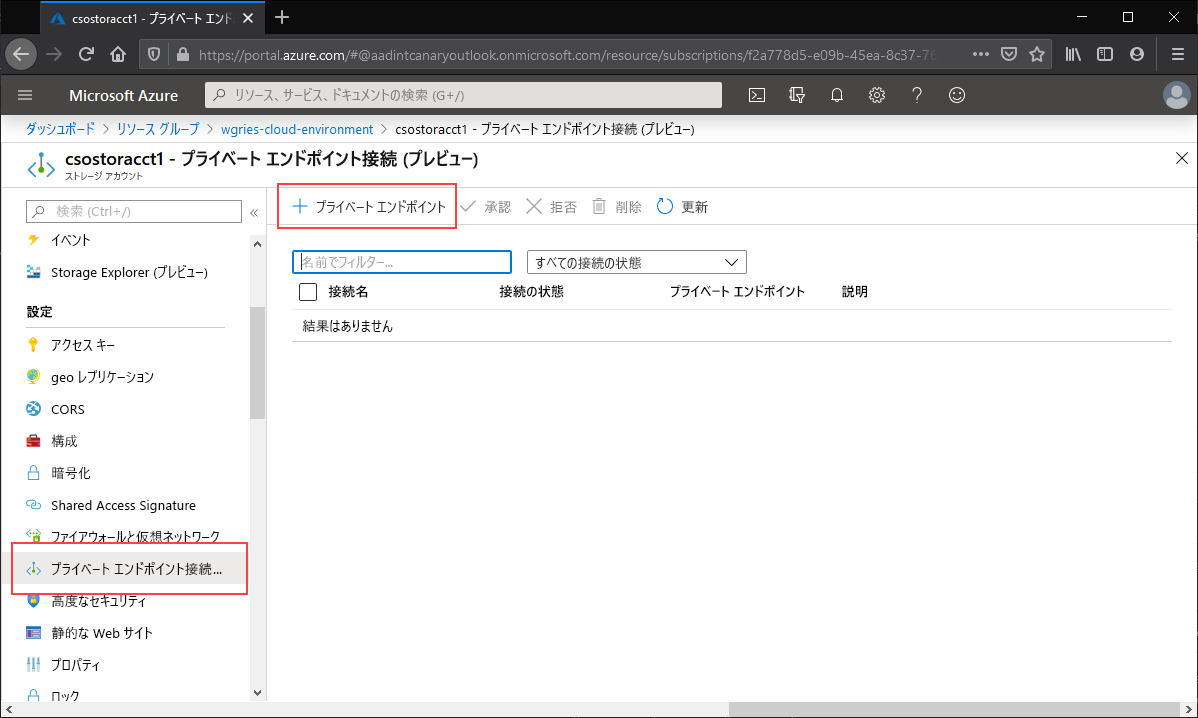 csostoracct1 - プライベート エンド
https://portal.azure.com/#@aadintcanaryoutlook.onmicrosoft.com/resource/subscriptions/f2a778d5-e09b-45ea-8c37-76
Microsoft Azure
リソース、サービス、ドキュメントの検索 (G+/)
ダッシュボード > リソース グループ > wgries-cloud-environment > csostoracct1 - プライベート エンドポイント接続 (プレビュー)
csostoracct1 - プライベート エンドポイント接続 (プレビュー)
ストレージ アカウント
検索 (Ctrl+/)
イベント
Storage Explorer (プレビュー)
設定
アクセス キー
geo レプリケーション
CORS
構成
暗号化
Shared Access Signature
ファイアウォールと仮想ネットワーク
プライベート エンドポイント接続...
高度なセキュリティ
静的な Web サイト
プロパティ
ロック
プライベート エンドポイント 承認 拒否 削除 更新
名前でフィルター... すべての接続の状態
接続名 接続の状態 プライベート エンドポイント 説明
結果はありません